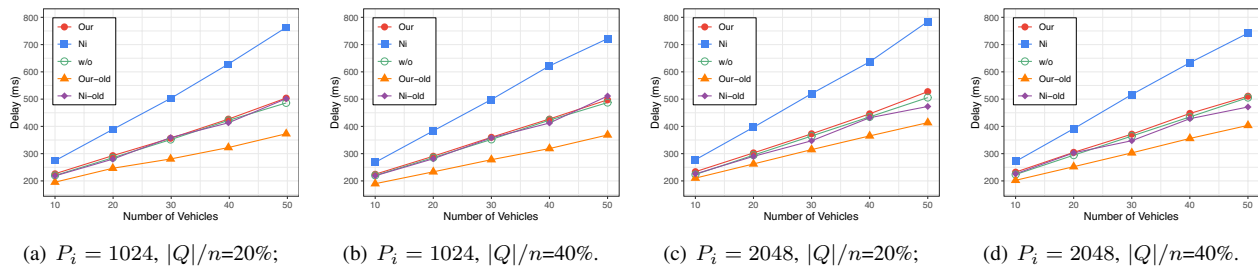 800
700
600
500
400
300
200
Delay (ms)
Our
Ni
w/o
Our-old
Ni-old
10 20 30 40 50
Number of Vehicles
(a) P_i = 1024, |Q|/n=20%;
800
700
600
500
400
300
200
Delay (ms)
Our
Ni
w/o
Our-old
Ni-old
10 20 30 40 50
Number of Vehicles
(b) P_i = 1024, |Q|/n=40%.
800
700
600
500
400
300
200
Delay (ms)
Our
Ni
w/o
Our-old
Ni-old
10 20 30 40 50
Number of Vehicles
(c) P_i = 2048, |Q|/n=20%;
800
700
600
500
400
300
200
Delay (ms)
Our
Ni
w/o
Our-old
Ni-old
10 20 30 40 50
Number of Vehicles
(d) P_i = 2048, |Q|/n=40%.